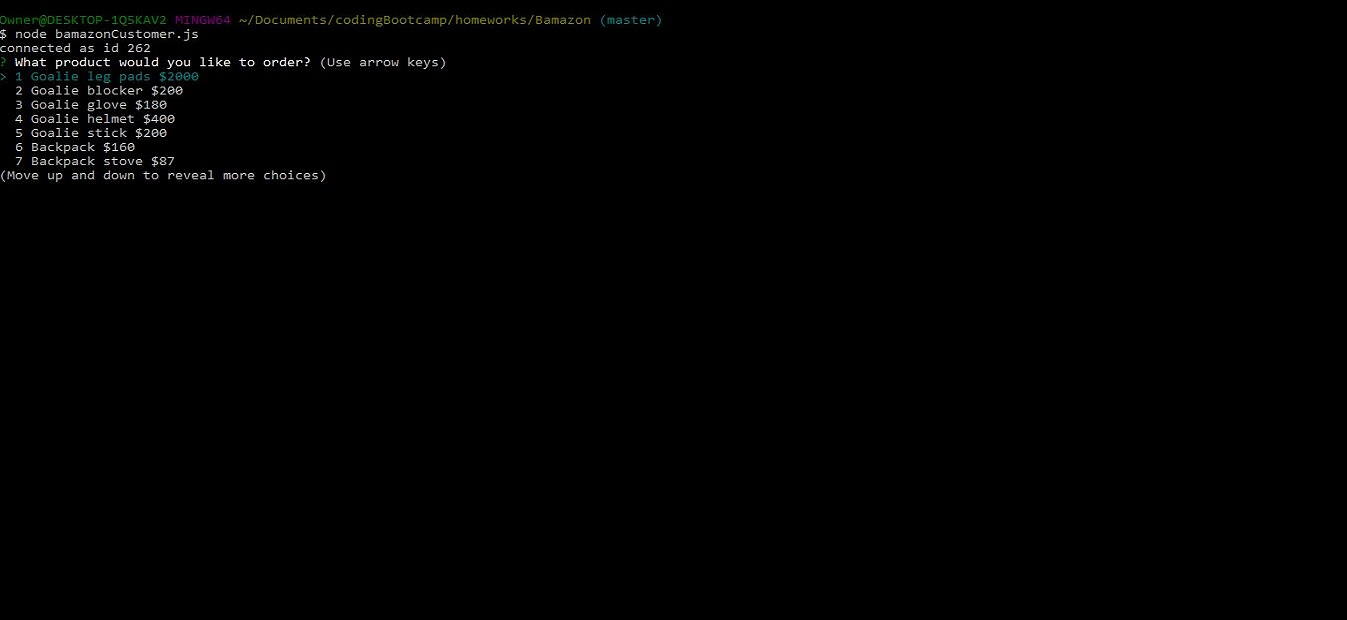 Owner@DESKTOP-1Q5KAV2 MINGW64 ~/Documents/codingBootcamp/homeworks/Bamazon (master)
$ node bamazonCustomer.js
connected as id 262
? What product would you like to order? (Use arrow keys)
> 1 Goalie leg pads $2000
2 Goalie blocker $200
3 Goalie glove $180
4 Goalie helmet $400
5 Goalie stick $200
6 Backpack $160
7 Backpack stove $87
(Move up and down to reveal more choices)